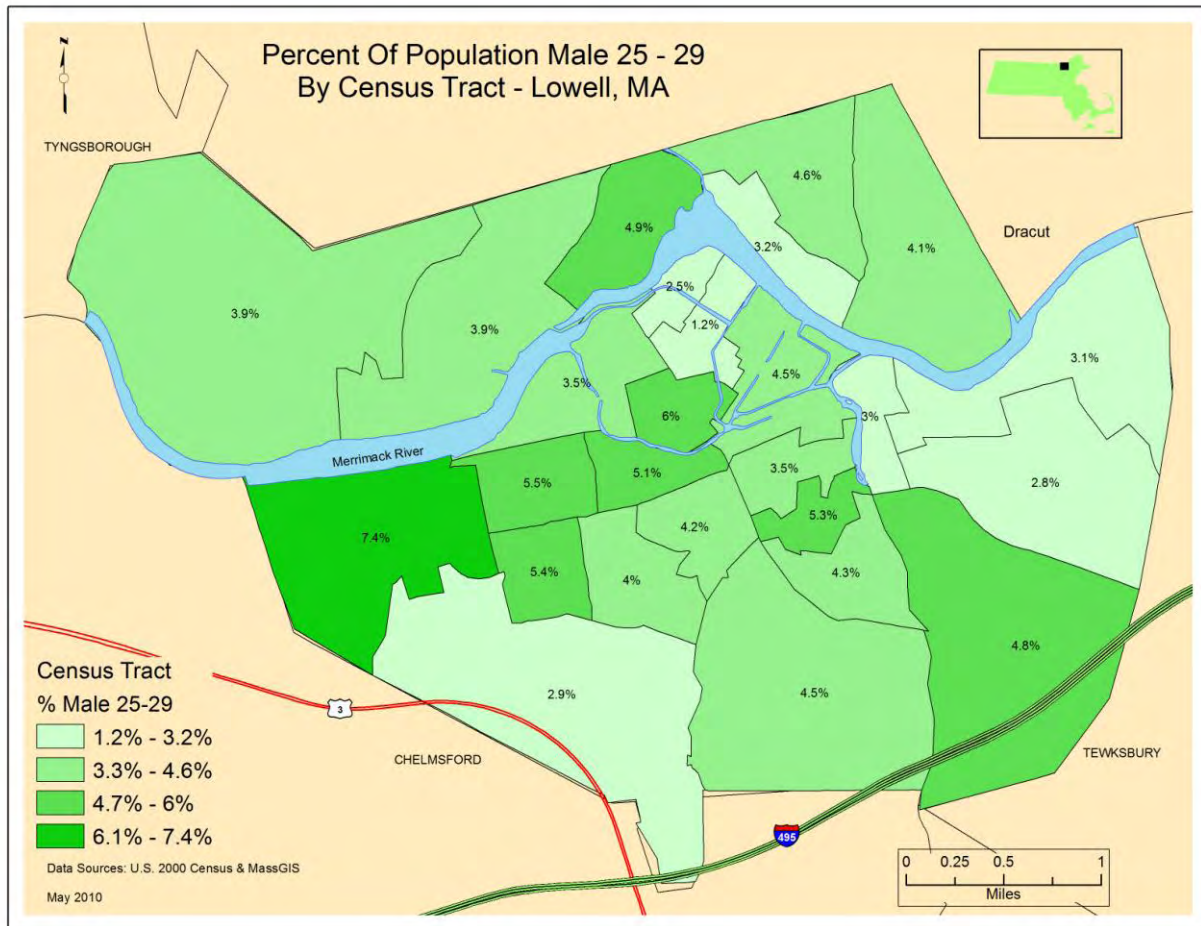 Percent Of Population Male 25 - 29
By Census Tract - Lowell, MA
N
TYNGSBOROUGH
Dracut
4.6%
4.9%
3.2%
4.1%
2.5%
3.9%
3.9%
1.2%
3.1%
4.5%
3.5%
6%
3%
Merrimack River
5.5%
5.1%
3.5%
2.8%
5.3%
4.2%
7.4%
5.4%
4%
4.3%
4.8%
2.9%
4.5%
3
CHELMSFORD
TEWKSBURY
495
Census Tract
% Male 25-29
1.2% - 3.2%
3.3% - 4.6%
4.7% - 6%
6.1% - 7.4%
Data Sources: U.S. 2000 Census & MassGIS
May 2010
0 0.25 0.5 1
Miles